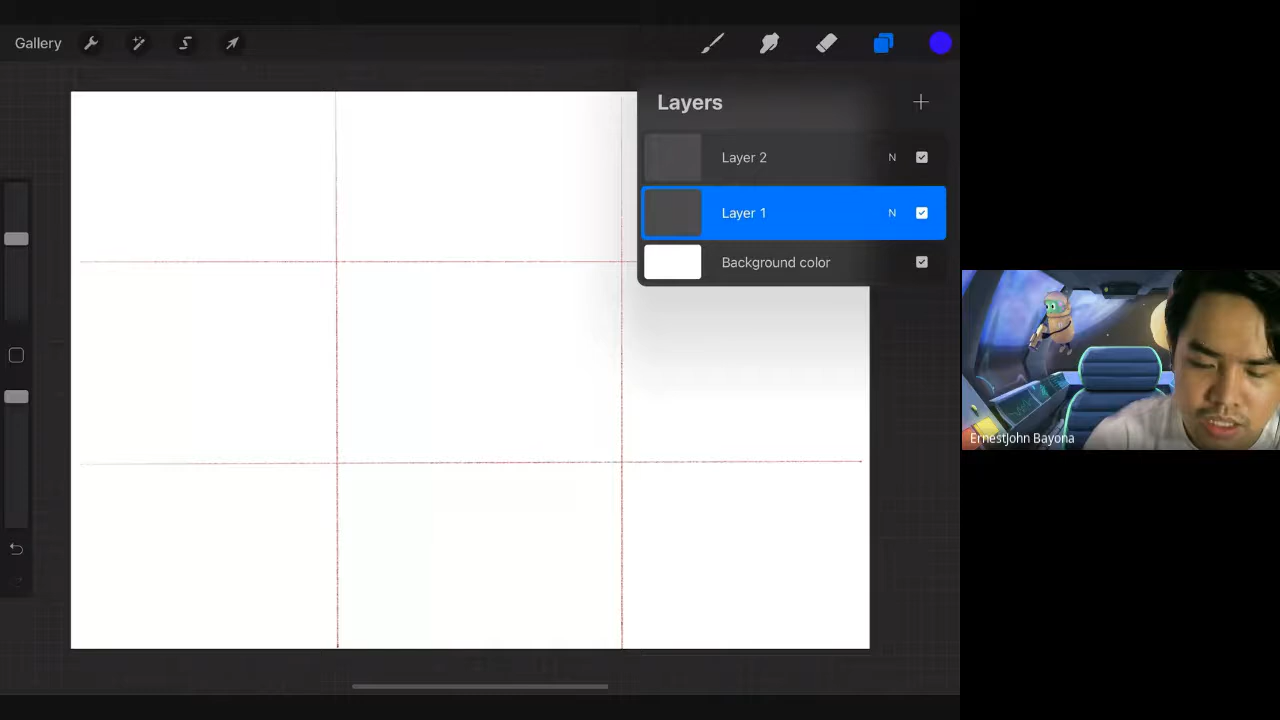 Gallery
Layers
Layer 2 N
Layer 1 N
Background color
ErnestJohn Bayona